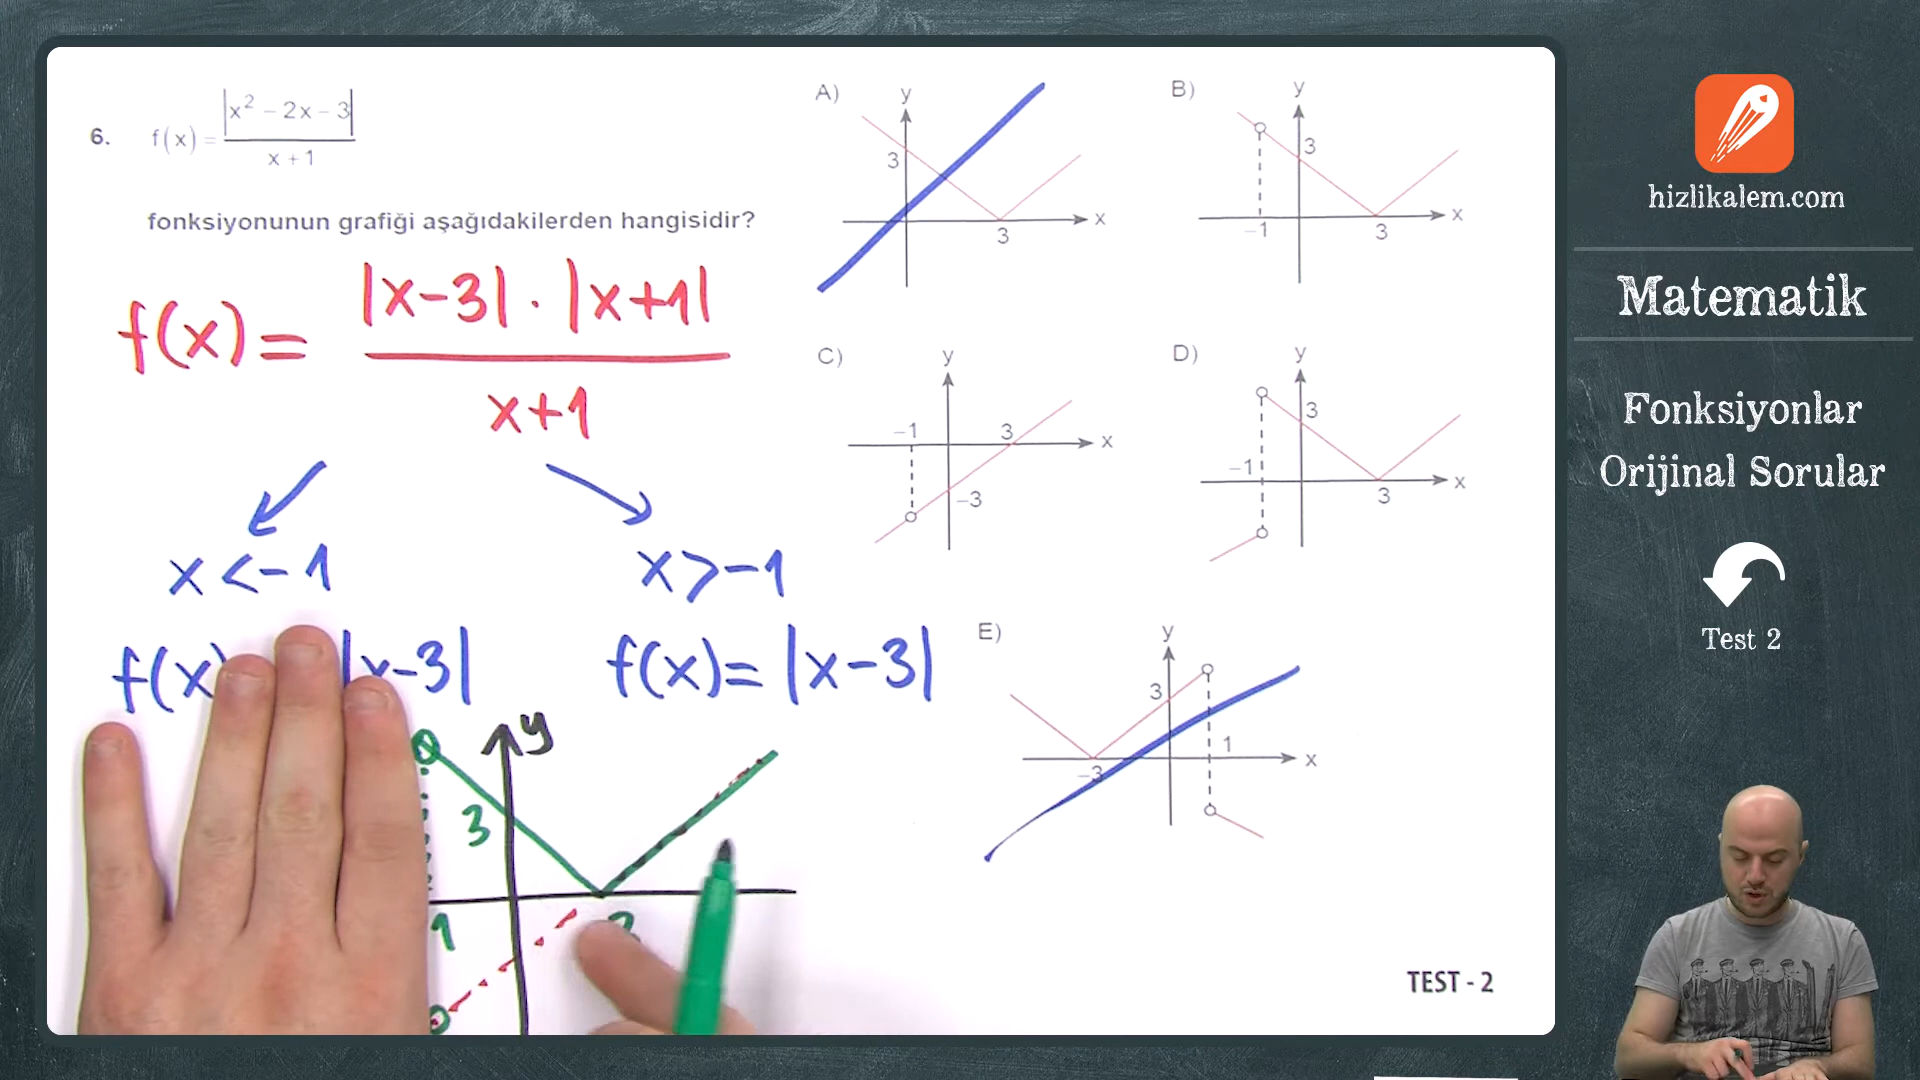 6. f(x) = |x² – 2x – 3| / x + 1
fonksiyonunun grafiği aşağıdakilerden hangisidir?
f(x) = |x-3| · |x+1| / x+1
x < -1
x > -1
f(x) |x-3|
f(x) = |x-3|
y
3
1
A)
y
3
3
x
B)
y
3
-1
3
x
C)
y
-1
3
x
-3
D)
y
3
-1
3
x
E)
y
3
1
-3
x
TEST - 2
hizlikalem.com
Matematik
Fonksiyonlar
Orijinal Sorular
Test 2